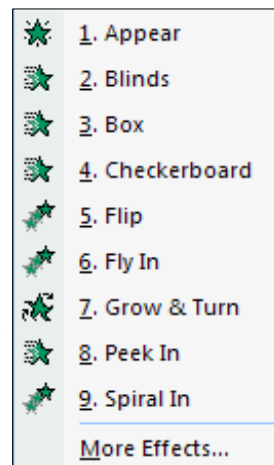 1. Appear
2. Blinds
3. Box
4. Checkerboard
5. Flip
6. Fly In
7. Grow & Turn
8. Peek In
9. Spiral In
More Effects...